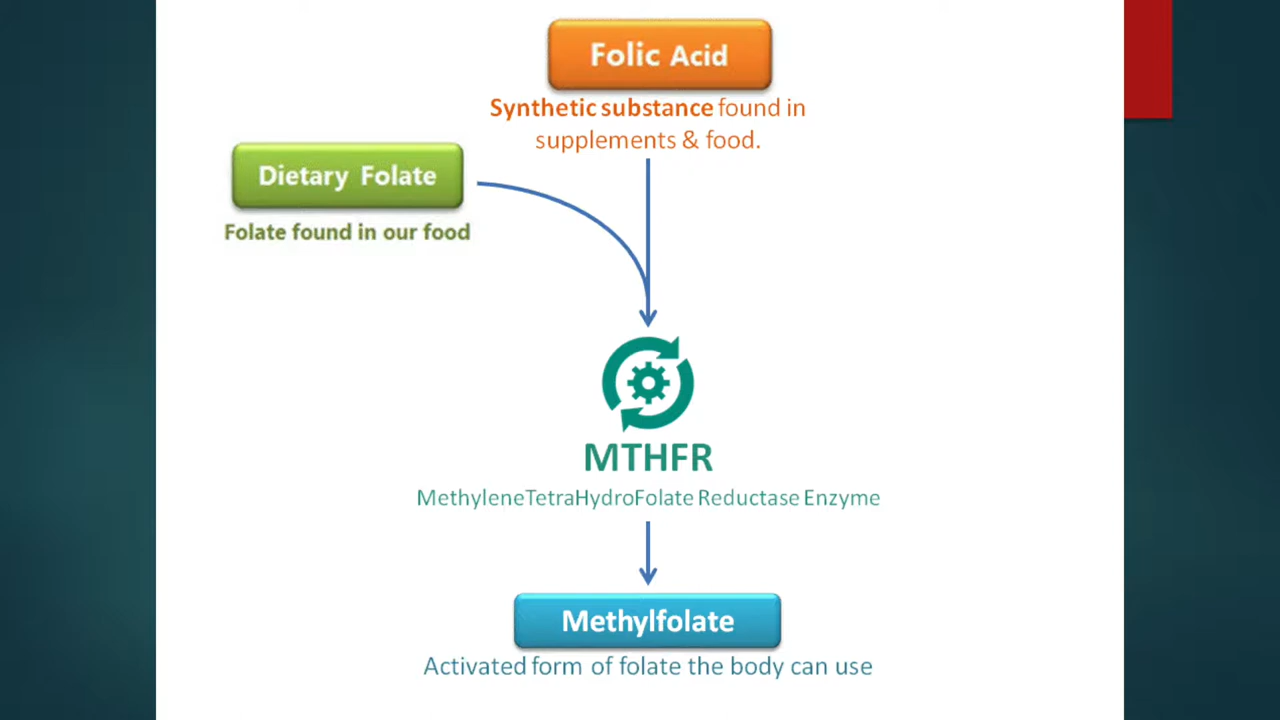 Folic Acid
Synthetic substance found in
supplements & food.
Dietary Folate
Folate found in our food
MTHFR
MethyleneTetraHydroFolate Reductase Enzyme
Methylfolate
Activated form of folate the body can use